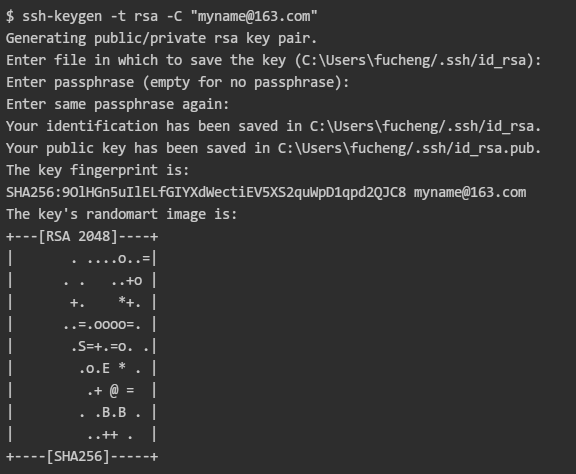 $ ssh-keygen -t rsa -C "myname@163.com"
Generating public/private rsa key pair.
Enter file in which to save the key (C:\Users\fucheng/.ssh/id_rsa):
Enter passphrase (empty for no passphrase):
Enter same passphrase again:
Your identification has been saved in C:\Users\fucheng/.ssh/id_rsa.
Your public key has been saved in C:\Users\fucheng/.ssh/id_rsa.pub.
The key fingerprint is:
SHA256:9OlHGn5uIlELfGIYXdWectiEV5XS2quWpD1qpd2QJC8 myname@163.com
The key's randomart image is:
+---[RSA 2048]----+
|       . ....o..=|
|      . .   ..+o |
|       +.    *+. |
|      ..=.oooo=. |
|       .S=+.=o. .|
|        .o.E * . |
|         .+ @ =  |
|        . .B.B . |
|         ..++ .  |
+----[SHA256]-----+